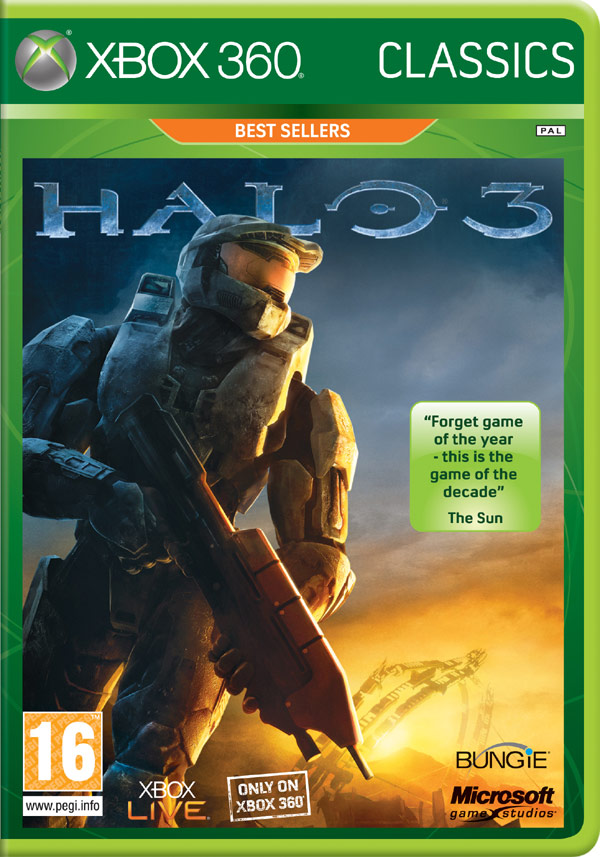 XBOX 360 CLASSICS
BEST SELLERS
PAL
HALO 3
“Forget game
of the year
- this is the
game of the
decade”
The Sun
16
www.pegi.info
XBOX
LIVE
ONLY ON
XBOX 360
BUNGiE
Microsoft
game studios